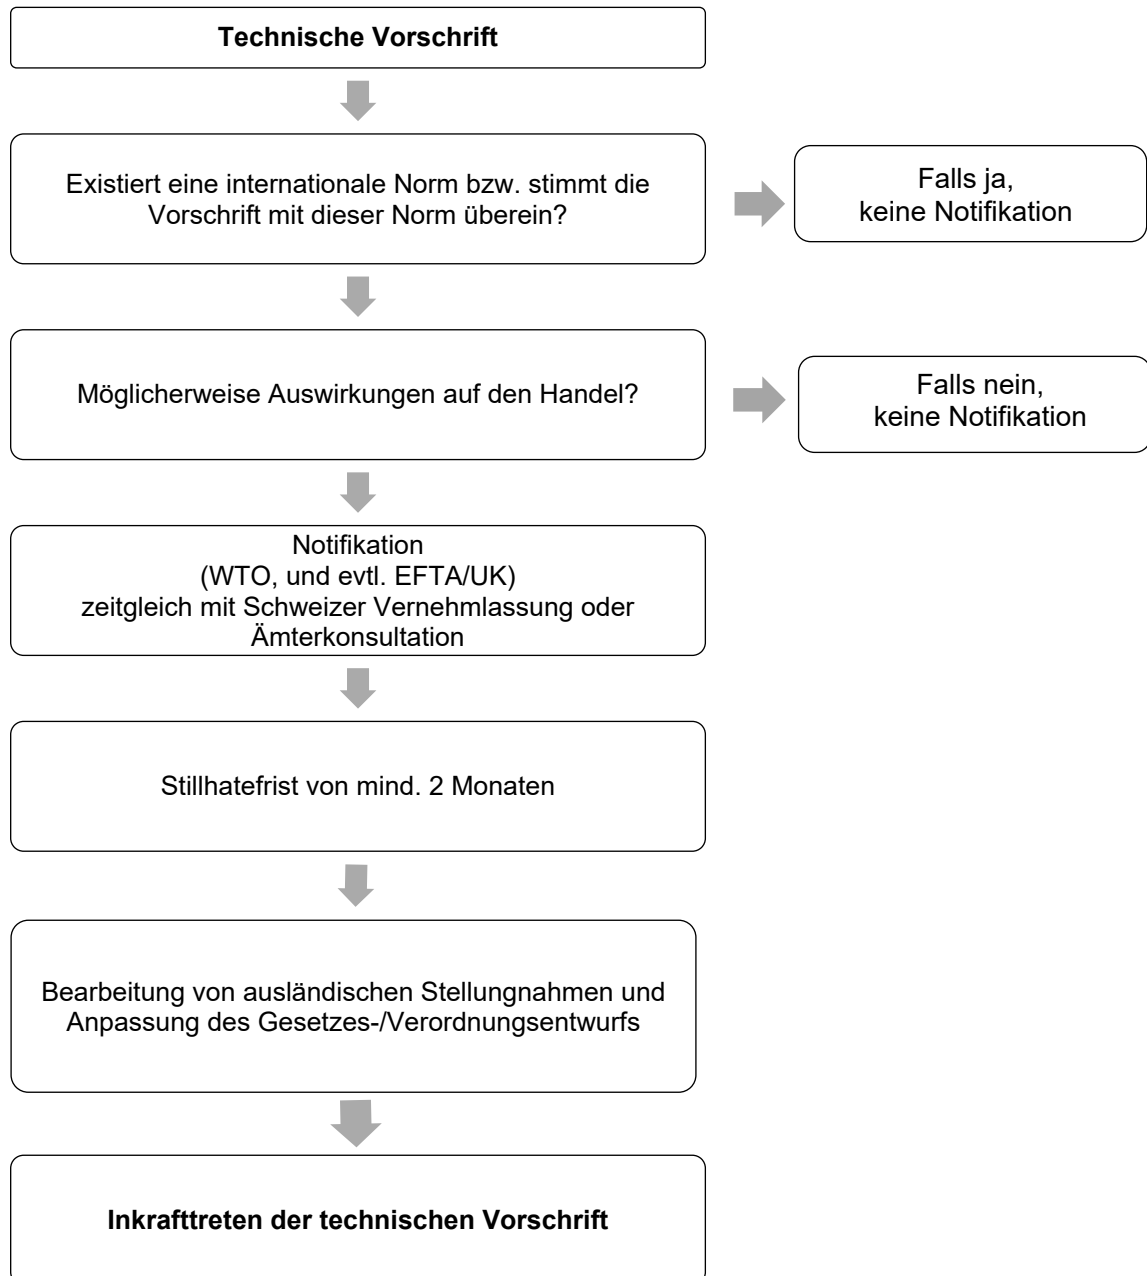 Technische Vorschrift
Existiert eine internationale Norm bzw. stimmt die
Vorschrift mit dieser Norm überein?
Falls ja,
keine Notifikation
Möglicherweise Auswirkungen auf den Handel?
Falls nein,
keine Notifikation
Notifikation
(WTO, und evtl. EFTA/UK)
zeitgleich mit Schweizer Vernehmlassung oder
Ämterkonsultation
Stillhatefrist von mind. 2 Monaten
Bearbeitung von ausländischen Stellungnahmen und
Anpassung des Gesetzes-/Verordnungsentwurfs
Inkrafttreten der technischen Vorschrift